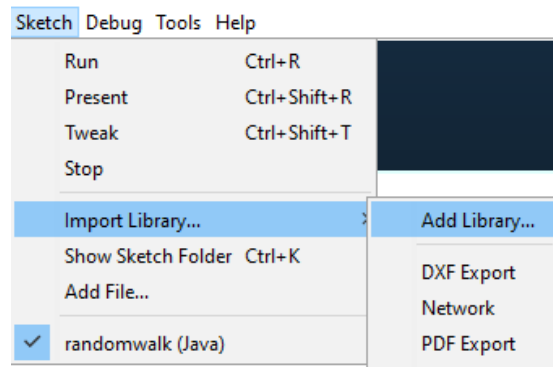 Sketch Debug Tools Help
Run Ctrl+R
Present Ctrl+Shift+R
Tweak Ctrl+Shift+T
Stop
Import Library...
Show Sketch Folder Ctrl+K
Add File...
randomwalk (Java)
Add Library...
DXF Export
Network
PDF Export